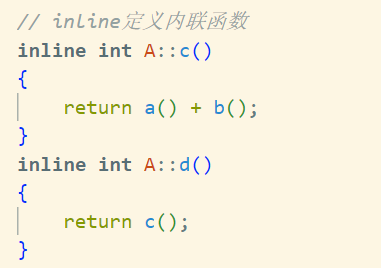 // inline定义内联函数
inline int A::c()
{
    return a() + b();
}
inline int A::d()
{
    return c();
}